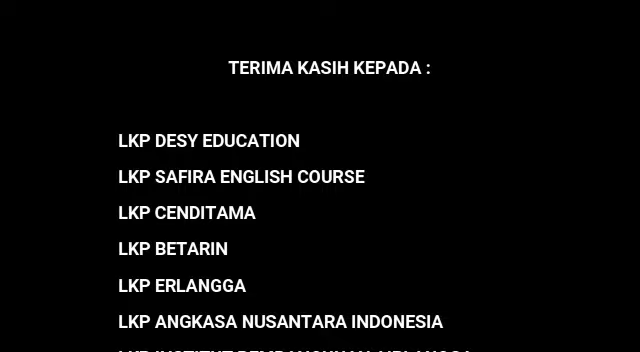 TERIMA KASIH KEPADA :
LKP DESY EDUCATION
LKP SAFIRA ENGLISH COURSE
LKP CENDITAMA
LKP BETARIN
LKP ERLANGGA
LKP ANGKASA NUSANTARA INDONESIA